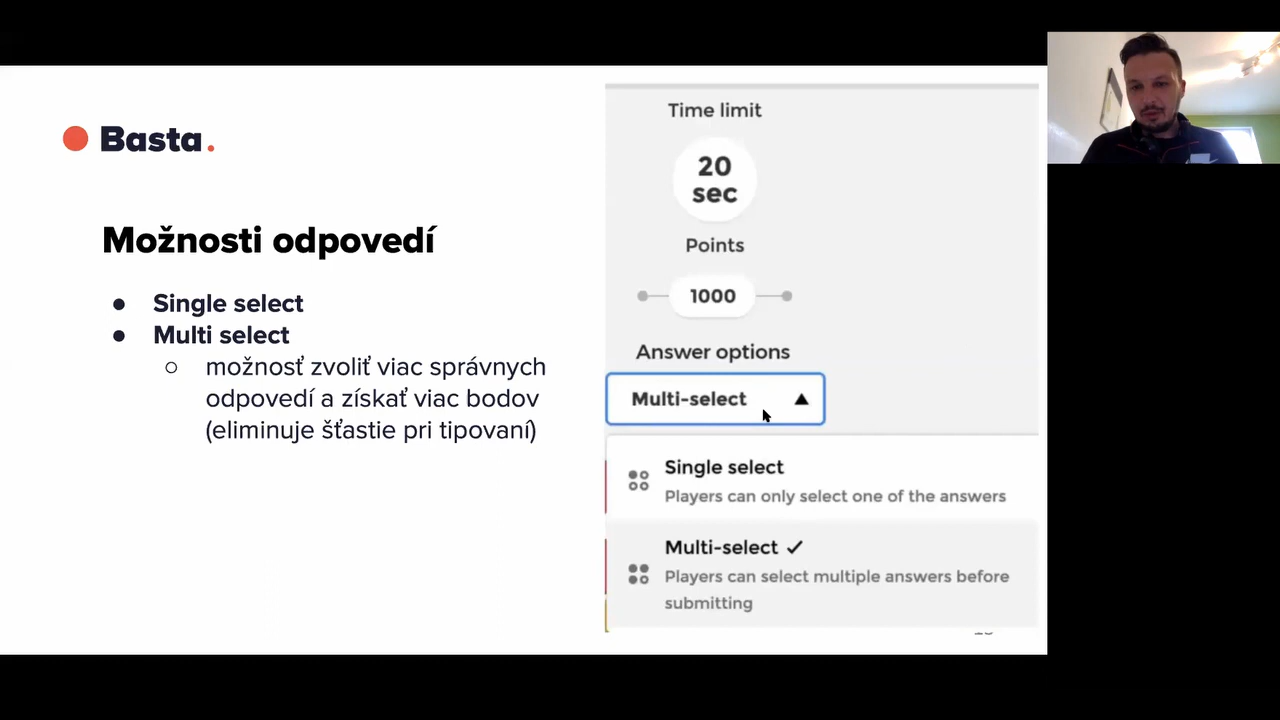 Basta.
Možnosti odpovedí
Single select
Multi select
možnosť zvoliť viac správnych
odpovedí a získať viac bodov
(eliminuje šťastie pri tipovaní)
Time limit
20
sec
Points
1000
Answer options
Multi-select
Single select
Players can only select one of the answers
Multi-select
Players can select multiple answers before
submitting